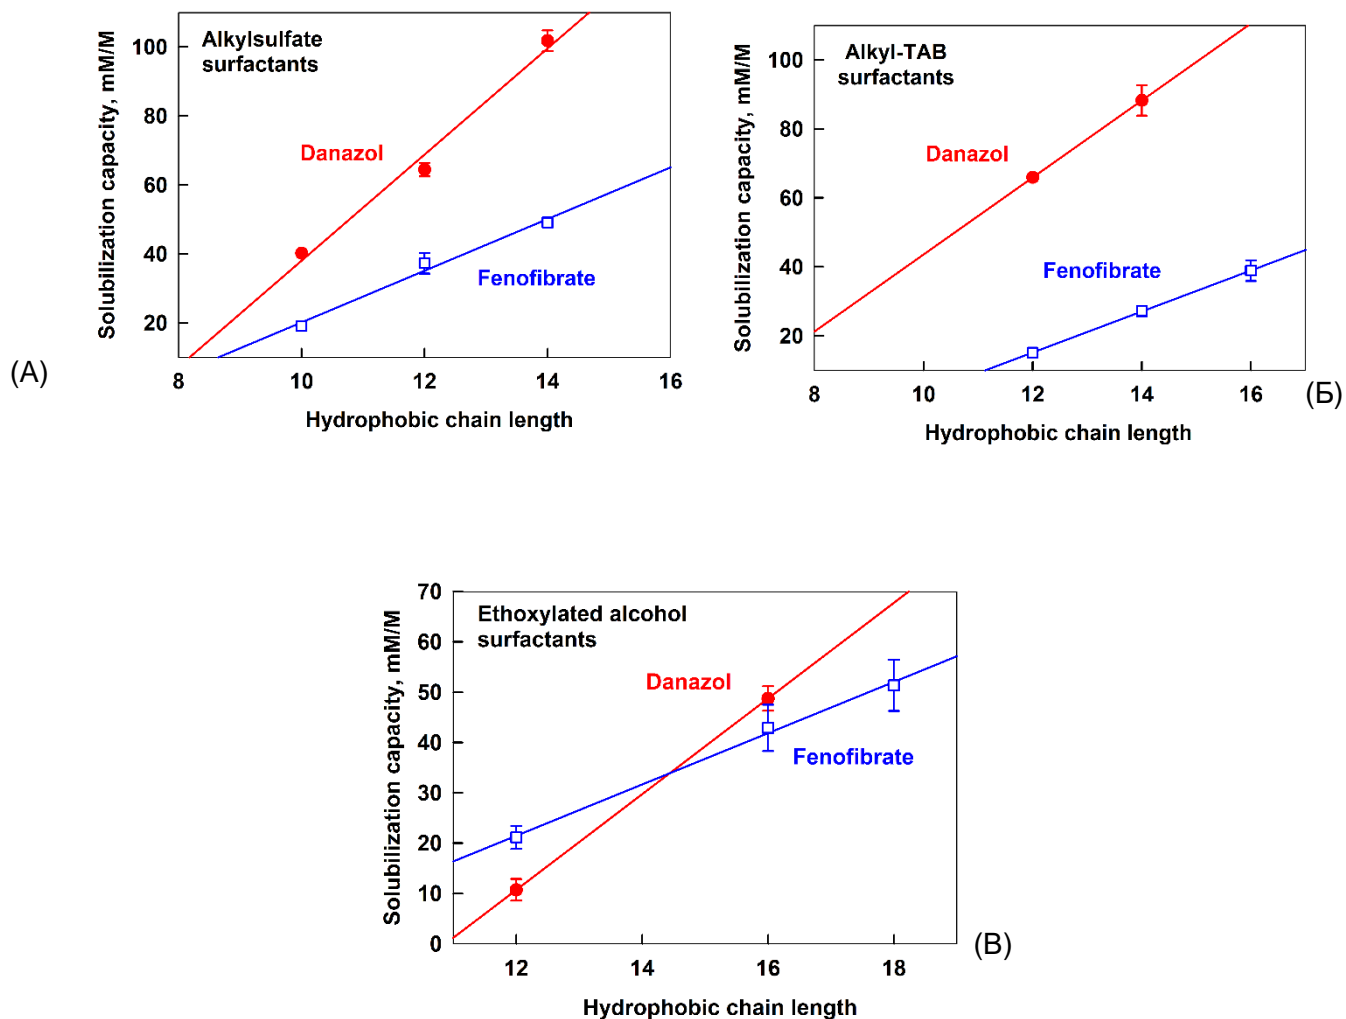 Alkylsulfate
surfactants
Danazol
Fenofibrate
Solubilization capacity, mM/M
100
80
60
40
20
8 10 12 14 16
Hydrophobic chain length
(А)
Alkyl-TAB
surfactants
Danazol
Fenofibrate
Solubilization capacity, mM/M
100
80
60
40
20
8 10 12 14 16
Hydrophobic chain length
(Б)
Ethoxylated alcohol
surfactants
Danazol
Fenofibrate
Solubilization capacity, mM/M
70
60
50
40
30
20
10
0
12 14 16 18
Hydrophobic chain length
(В)